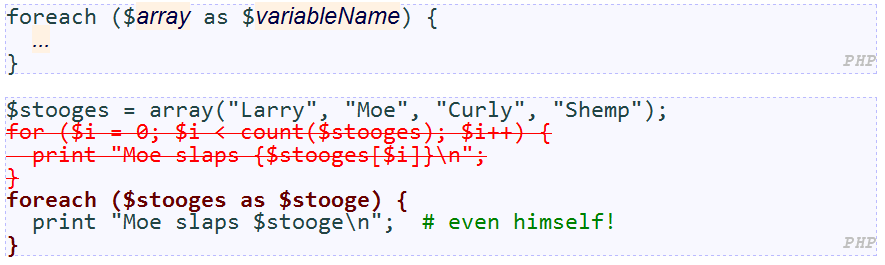 foreach ($array as $variableName) {
  ...
}
PHP
$stooges = array("Larry", "Moe", "Curly", "Shemp");
for ($i = 0; $i < count($stooges); $i++) {
  print "Moe slaps {$stooges[$i]}\n";
}
foreach ($stooges as $stooge) {
  print "Moe slaps $stooge\n";  # even himself!
}
PHP